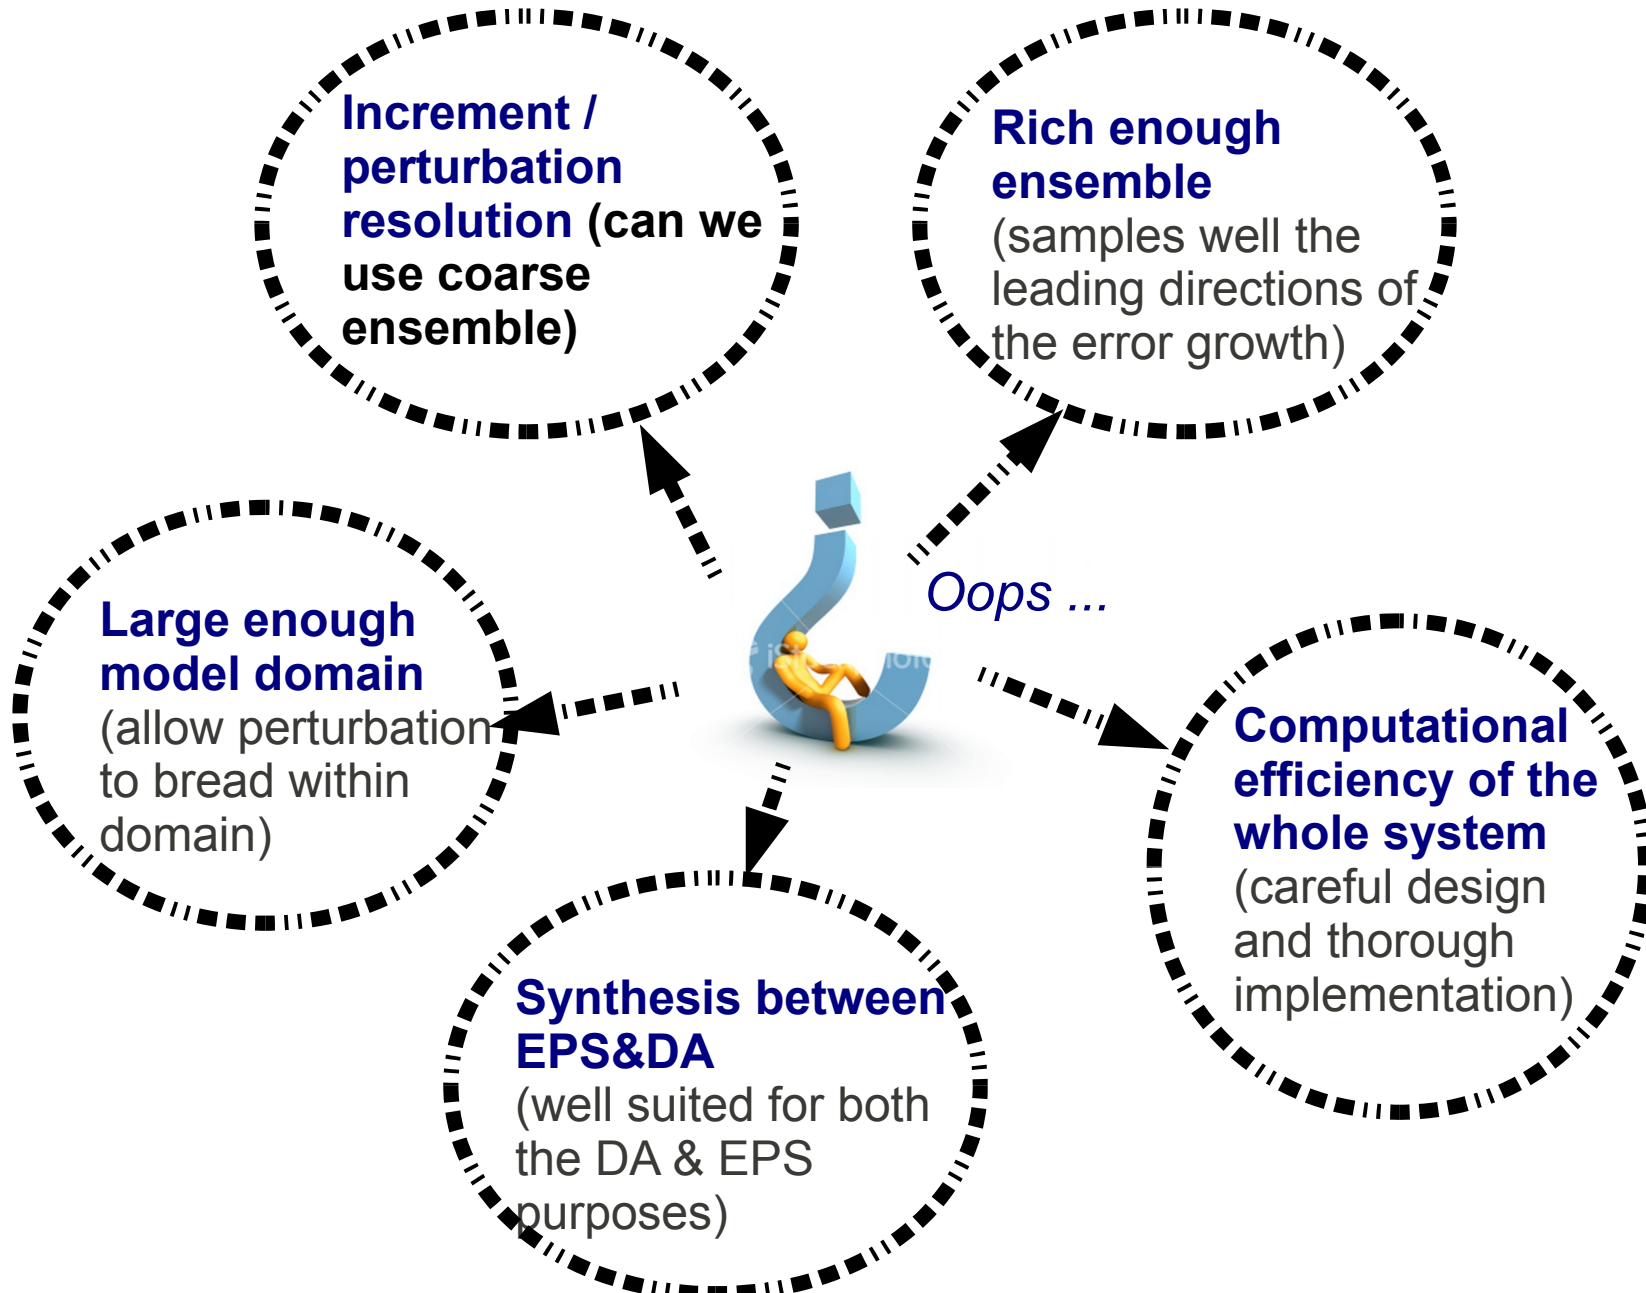 Increment /
perturbation
resolution (can we
use coarse
ensemble)
Rich enough
ensemble
(samples well the
leading directions of
the error growth)
Oops ...
Large enough
model domain
(allow perturbation
to bread within
domain)
Computational
efficiency of the
whole system
(careful design
and thorough
implementation)
Synthesis between
EPS&DA
(well suited for both
the DA & EPS
purposes)